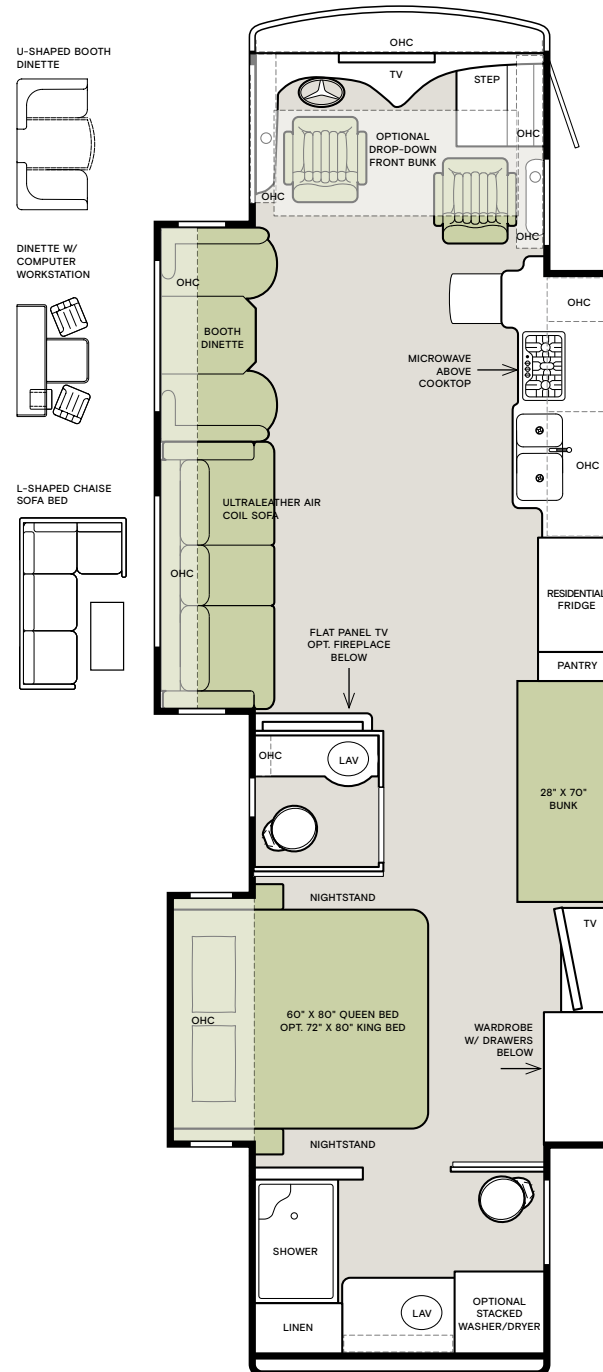 U-SHAPED BOOTH
DINETTE
DINETTE W/
COMPUTER
WORKSTATION
L-SHAPED CHAISE
SOFA BED
OHC
TV
STEP
OPTIONAL
DROP-DOWN
FRONT BUNK
OHC
OHC
OHC
OHC
BOOTH
DINETTE
OHC
MICROWAVE
ABOVE
COOKTOP
OHC
ULTRALEATHER AIR
COIL SOFA
OHC
RESIDENTIAL
FRIDGE
PANTRY
FLAT PANEL TV
OPT. FIREPLACE
BELOW
OHC
LAV
28" X 70"
BUNK
NIGHTSTAND
TV
60" X 80" QUEEN BED
OPT. 72" X 80" KING BED
OHC
WARDROBE
W/ DRAWERS
BELOW
NIGHTSTAND
SHOWER
LINEN
LAV
OPTIONAL
STACKED
WASHER/DRYER